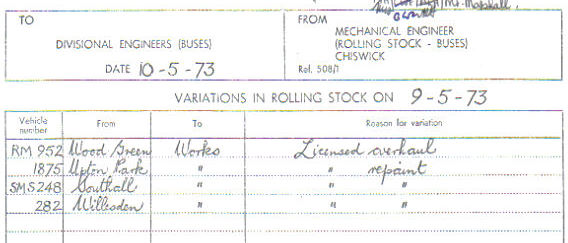 Marshall.
TO
DIVISIONAL ENGINEERS (BUSES)
DATE 10-5-73
FROM
MECHANICAL ENGINEER
(ROLLING STOCK - BUSES)
CHISWICK
Ref. 508/1
VARIATIONS IN ROLLING STOCK ON 9-5-73
Vehicle number From To Reason for variation
RM 952 Wood Green Works Licensed overhaul
1875 Upton Park " " repaint
SMS248 Southall " " "
282 Willesden " " "